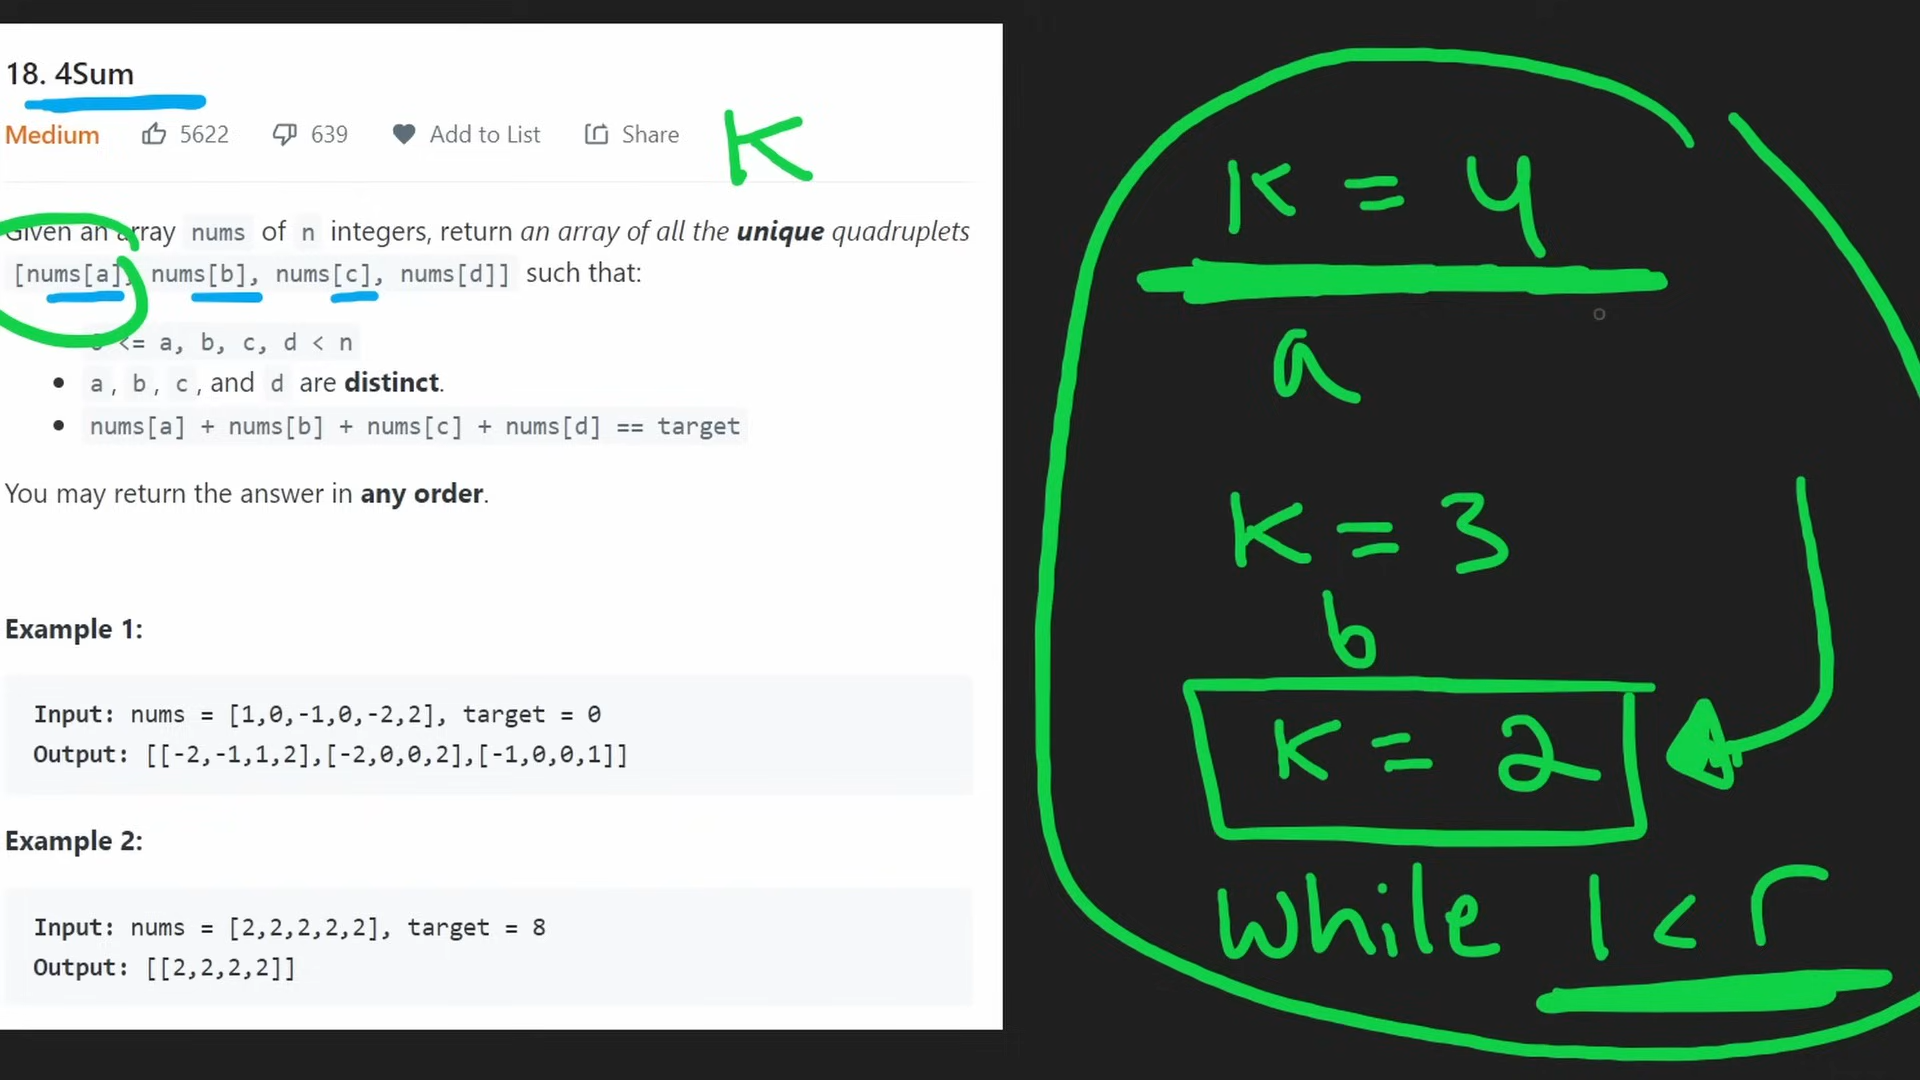 18. 4Sum
Medium 5622 639 Add to List Share K
Given an array nums of n integers, return an array of all the unique quadruplets
[nums[a], nums[b], nums[c], nums[d]] such that:
<= a, b, c, d < n
• a, b, c, and d are distinct.
• nums[a] + nums[b] + nums[c] + nums[d] == target
You may return the answer in any order.
Example 1:
Input: nums = [1,0,-1,0,-2,2], target = 0
Output: [[-2,-1,1,2],[-2,0,0,2],[-1,0,0,1]]
Example 2:
Input: nums = [2,2,2,2,2], target = 8
Output: [[2,2,2,2]]
K = 4
a
K = 3
b
K = 2
while l < r